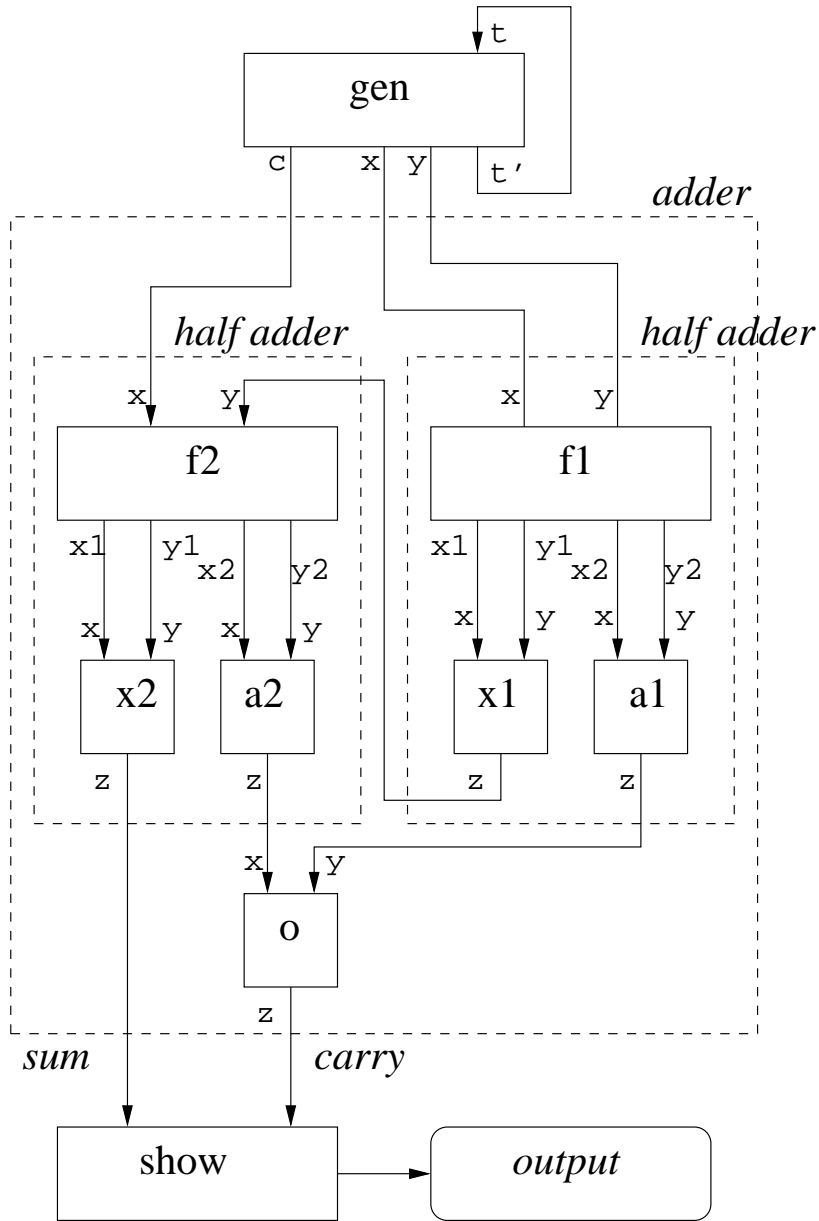 t
gen
c x y t'
adder
half adder half adder
x y x y
f2 f1
x1 y1 x2 y2 x1 y1 x2 y2
x y x y x y x y
x2 a2 x1 a1
z z z z
x y
o
z
sum carry
show output